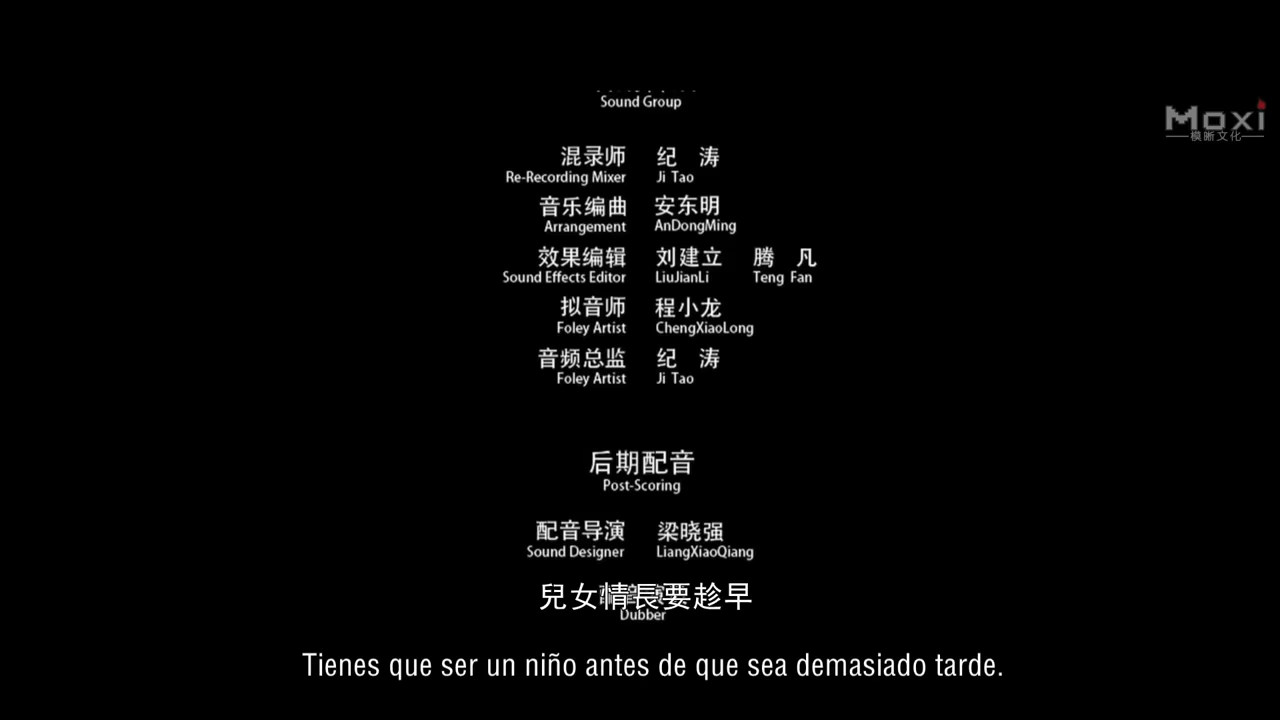 Sound Group
Moxi
模晰文化
混录师 纪 涛
Re-Recording Mixer Ji Tao
音乐编曲 安东明
Arrangement AnDongMing
效果编辑 刘建立 腾 凡
Sound Effects Editor LiuJianLi Teng Fan
拟音师 程小龙
Foley Artist ChengXiaoLong
音频总监 纪 涛
Foley Artist Ji Tao
后期配音
Post-Scoring
配音导演 梁晓强
Sound Designer LiangXiaoQiang
兒女情長要趁早
Dubber
Tienes que ser un niño antes de que sea demasiado tarde.